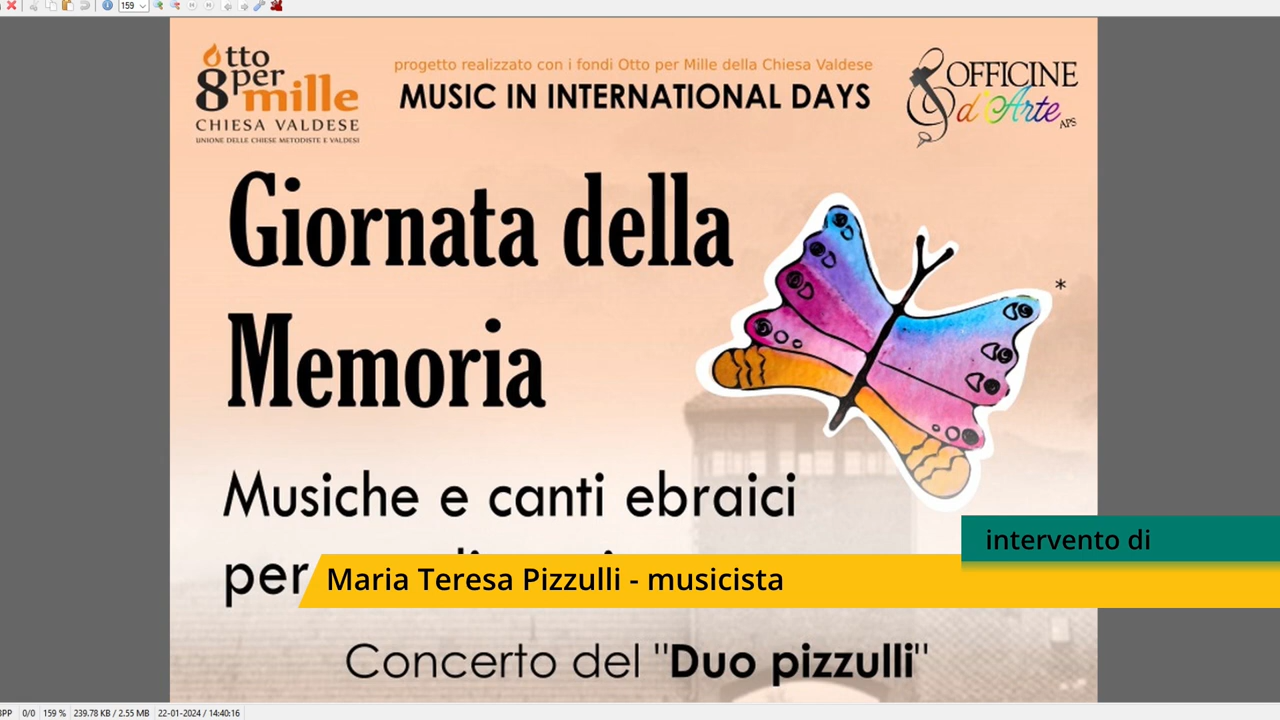 159
8tto
per
mille
CHIESA VALDESE
UNIONE DELLE CHIESE METODISTE E VALDESI
progetto realizzato con i fondi Otto per Mille della Chiesa Valdese
MUSIC IN INTERNATIONAL DAYS
OFFICINE
d'Arte
APS
Giornata della
Memoria
*
Musiche e canti ebraici
per
intervento di
Maria Teresa Pizzulli - musicista
Concerto del "Duo pizzulli"
BPP 0/0 159 % 239.78 KB / 2.55 MB 22-01-2024 / 14:40:16